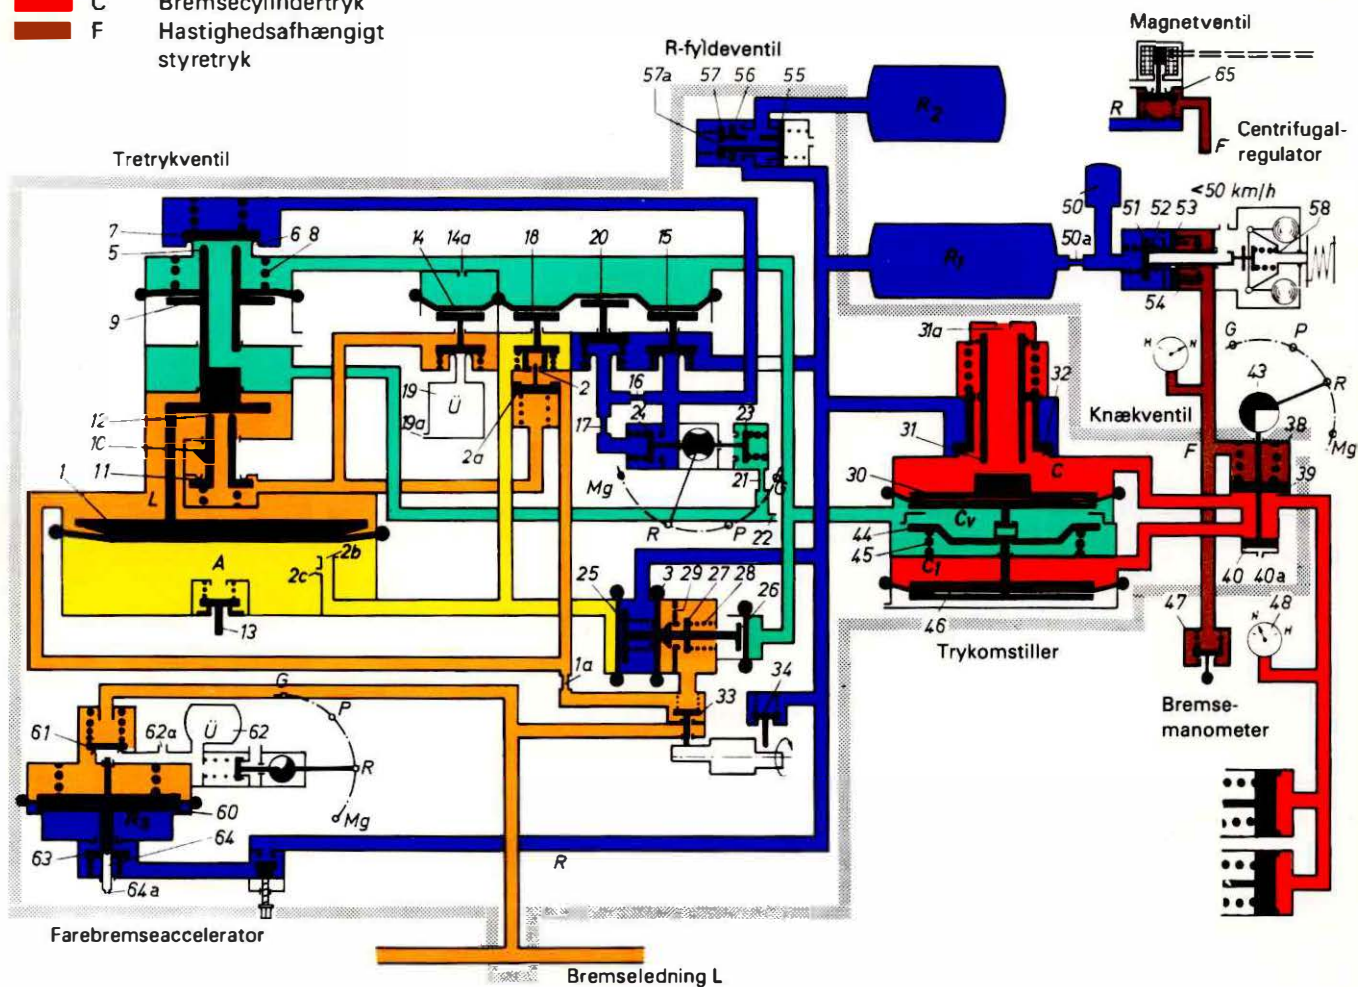 C Bremsecylindertryk
F Hastighedsafhængigt
styretryk
Magnetventil
65
R
F
Centrifugal-
regulator
R-fyldeventil
57a 57 56 55
R2
Tretrykventil
<50 km/h
50 51 52 53 58
50a
54
R1
7 6 8
5
14 14a 18 20 15
9
31a
G P
43
R
Mg
Knækventil
19 Ü
19a
2
2a
16
17
24 23
21
22
Mg R P G
12
10
11
1
L
31 32
C
30
Cv
44
45
C1
46
F
38
39
40 40a
A
2b
2c
13
25 3 29 27 28 26
1a
33
34
Trykomstiller
47 48
Bremse-
manometer
G P
R
Mg
61 62a Ü 62
60
R
63 64
64a
R
Farebremseaccelerator
Bremseledning L